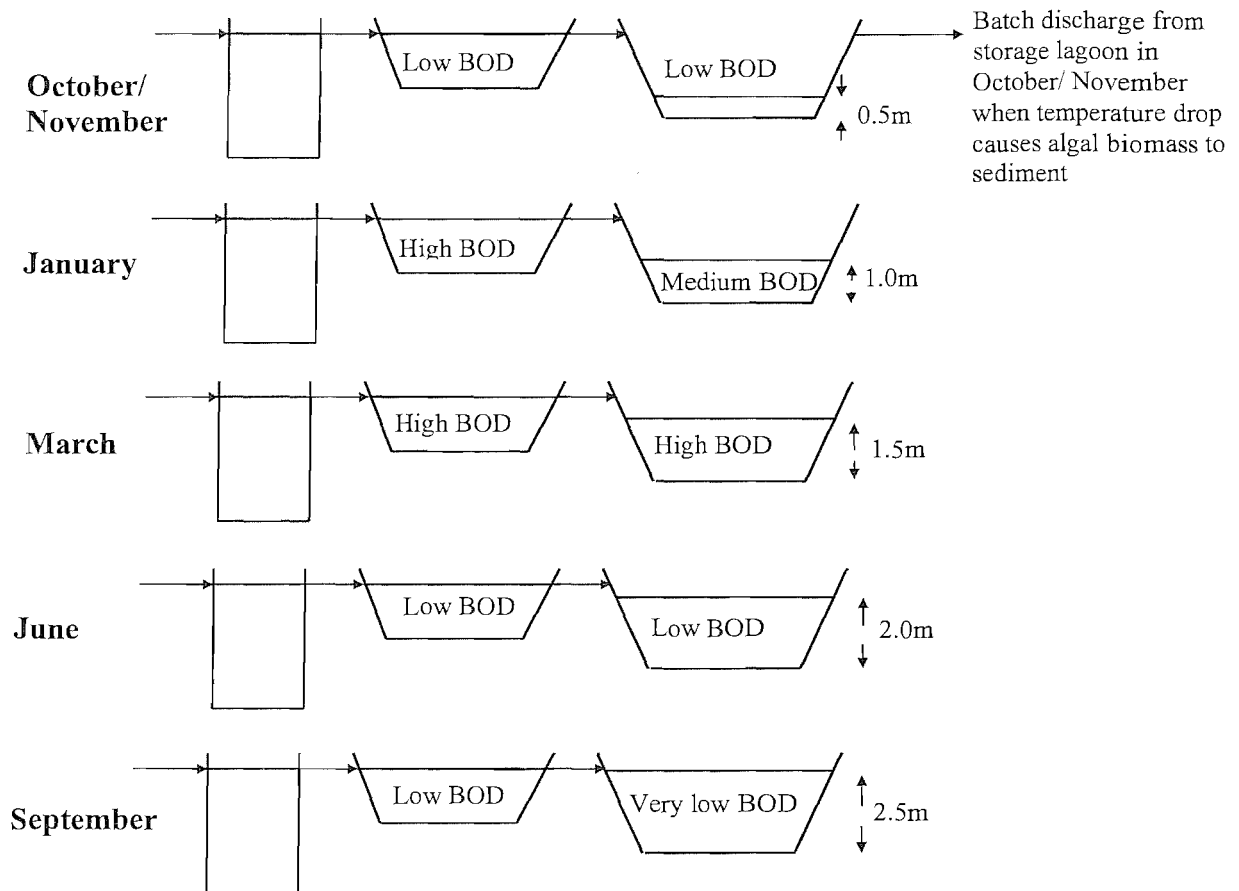 October/
November
Low BOD
Low BOD
0.5m
Batch discharge from
storage lagoon in
October/ November
when temperature drop
causes algal biomass to
sediment
January
High BOD
Medium BOD
1.0m
March
High BOD
High BOD
1.5m
June
Low BOD
Low BOD
2.0m
September
Low BOD
Very low BOD
2.5m